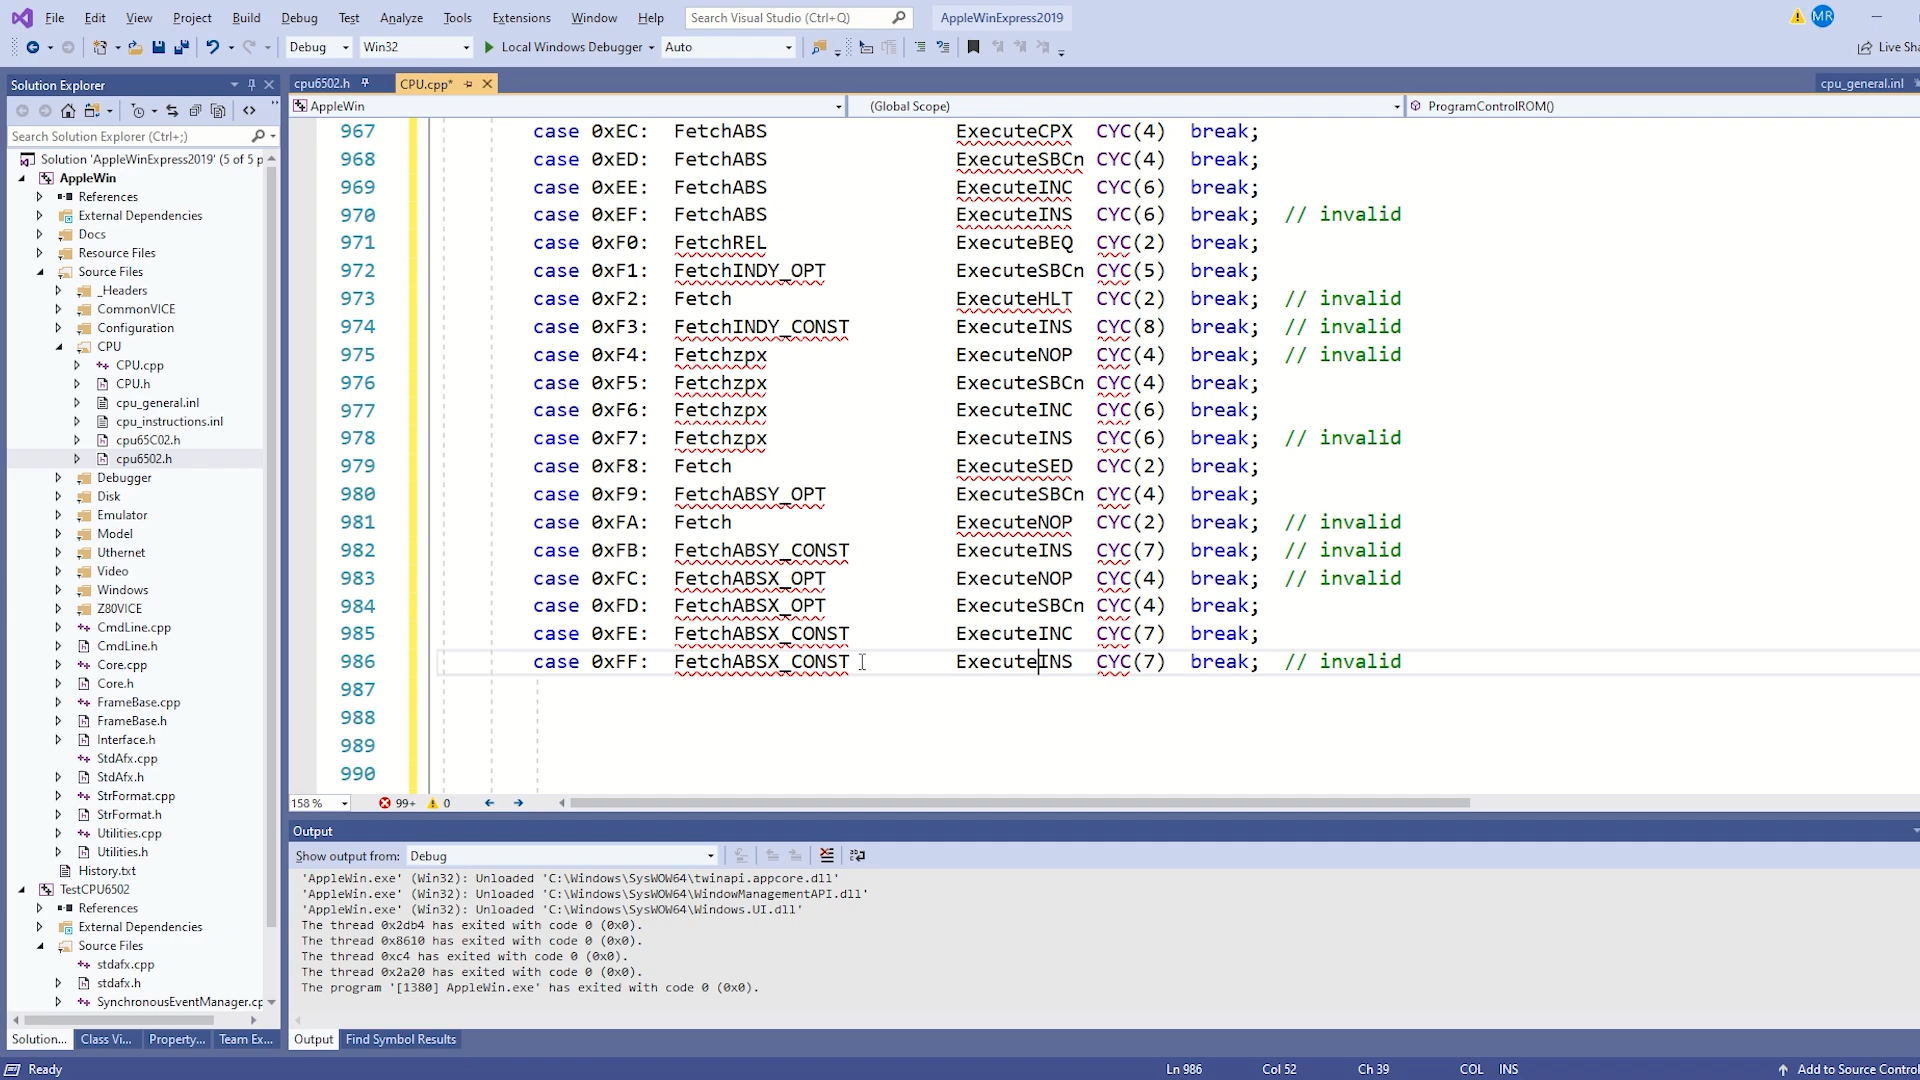 File Edit View Project Build Debug Test Analyze Tools Extensions Window Help Search Visual Studio (Ctrl+Q) AppleWinExpress2019 MR
Debug Win32 Local Windows Debugger Auto Live Sha
Solution Explorer
cpu6502.h CPU.cpp* cpu_general.inl
AppleWin (Global Scope) ProgramControlROM()
Search Solution Explorer (Ctrl+;)
Solution 'AppleWinExpress2019' (5 of 5 p
AppleWin
References
External Dependencies
Docs
Resource Files
Source Files
_Headers
CommonVICE
Configuration
CPU
CPU.cpp
CPU.h
cpu_general.inl
cpu_instructions.inl
cpu65C02.h
cpu6502.h
Debugger
Disk
Emulator
Model
Uthernet
Video
Windows
Z80VICE
CmdLine.cpp
CmdLine.h
Core.cpp
Core.h
FrameBase.cpp
FrameBase.h
Interface.h
StdAfx.cpp
StdAfx.h
StrFormat.cpp
StrFormat.h
Utilities.cpp
Utilities.h
History.txt
TestCPU6502
References
External Dependencies
Source Files
stdafx.cpp
stdafx.h
SynchronousEventManager.cp
Solution... Class Vi... Property... Team Ex...
967 case 0xEC: FetchABS ExecuteCPX CYC(4) break;
968 case 0xED: FetchABS ExecuteSBCn CYC(4) break;
969 case 0xEE: FetchABS ExecuteINC CYC(6) break;
970 case 0xEF: FetchABS ExecuteINS CYC(6) break; // invalid
971 case 0xF0: FetchREL ExecuteBEQ CYC(2) break;
972 case 0xF1: FetchINDY_OPT ExecuteSBCn CYC(5) break;
973 case 0xF2: Fetch ExecuteHLT CYC(2) break; // invalid
974 case 0xF3: FetchINDY_CONST ExecuteINS CYC(8) break; // invalid
975 case 0xF4: Fetchzpx ExecuteNOP CYC(4) break; // invalid
976 case 0xF5: Fetchzpx ExecuteSBCn CYC(4) break;
977 case 0xF6: Fetchzpx ExecuteINC CYC(6) break;
978 case 0xF7: Fetchzpx ExecuteINS CYC(6) break; // invalid
979 case 0xF8: Fetch ExecuteSED CYC(2) break;
980 case 0xF9: FetchABSY_OPT ExecuteSBCn CYC(4) break;
981 case 0xFA: Fetch ExecuteNOP CYC(2) break; // invalid
982 case 0xFB: FetchABSY_CONST ExecuteINS CYC(7) break; // invalid
983 case 0xFC: FetchABSX_OPT ExecuteNOP CYC(4) break; // invalid
984 case 0xFD: FetchABSX_OPT ExecuteSBCn CYC(4) break;
985 case 0xFE: FetchABSX_CONST ExecuteINC CYC(7) break;
986 case 0xFF: FetchABSX_CONST ExecuteINS CYC(7) break; // invalid
987
988
989
990
158 % 99+ 0
Output
Show output from: Debug
'AppleWin.exe' (Win32): Unloaded 'C:\Windows\SysWOW64\twinapi.appcore.dll'
'AppleWin.exe' (Win32): Unloaded 'C:\Windows\SysWOW64\WindowManagementAPI.dll'
'AppleWin.exe' (Win32): Unloaded 'C:\Windows\SysWOW64\Windows.UI.dll'
The thread 0x2db4 has exited with code 0 (0x0).
The thread 0x8610 has exited with code 0 (0x0).
The thread 0xc4 has exited with code 0 (0x0).
The thread 0x2a20 has exited with code 0 (0x0).
The program '[1380] AppleWin.exe' has exited with code 0 (0x0).
Output Find Symbol Results
Ready Ln 986 Col 52 Ch 39 COL INS Add to Source Control